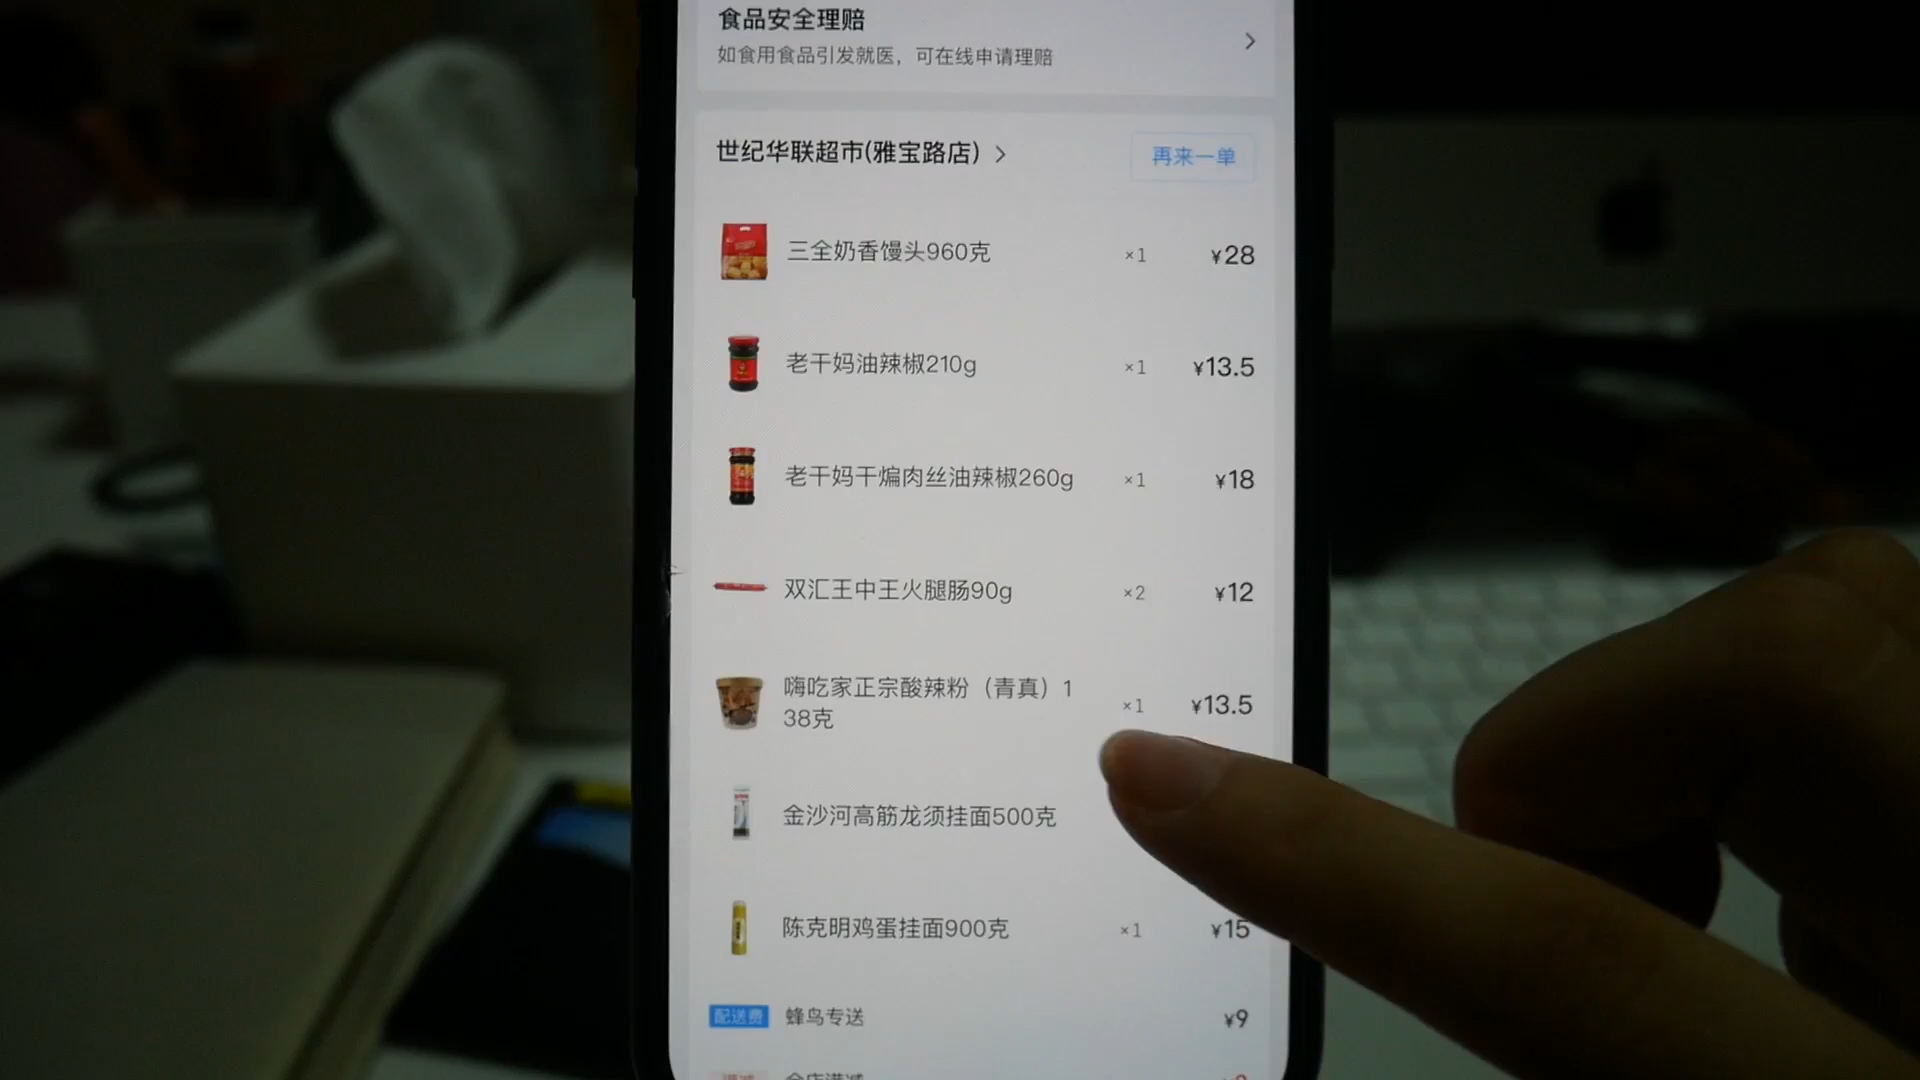 食品安全理赔
如食用食品引发就医，可在线申请理赔
世纪华联超市(雅宝路店) >
再来一单
三全奶香馒头960克 ×1 ¥28
老干妈油辣椒210g ×1 ¥13.5
老干妈干煸肉丝油辣椒260g ×1 ¥18
双汇王中王火腿肠90g ×2 ¥12
嗨吃家正宗酸辣粉（青真）1
38克 ×1 ¥13.5
金沙河高筋龙须挂面500克
陈克明鸡蛋挂面900克 ×1 ¥15
配送费 蜂鸟专送 ¥9